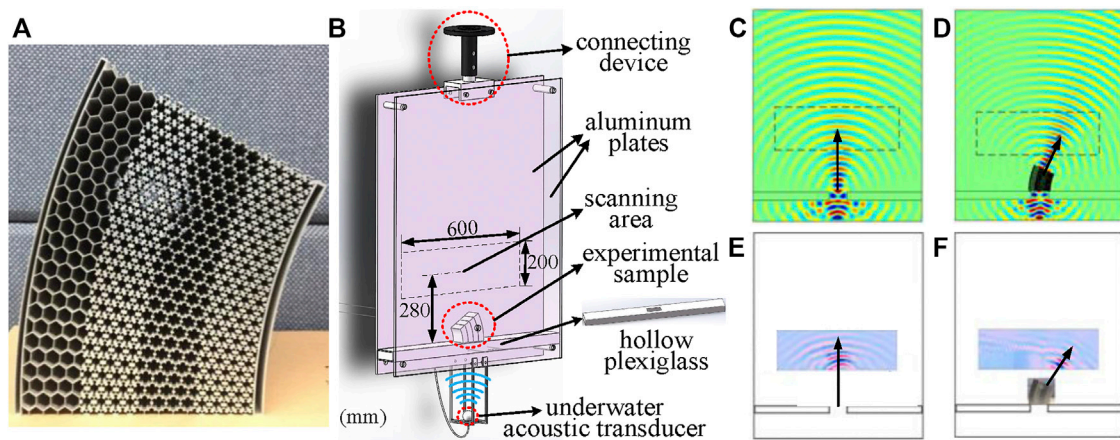 A
B
connecting
device
aluminum
plates
scanning
area
600
200
experimental
sample
280
hollow
plexiglass
(mm)
underwater
acoustic transducer
C
D
E
F